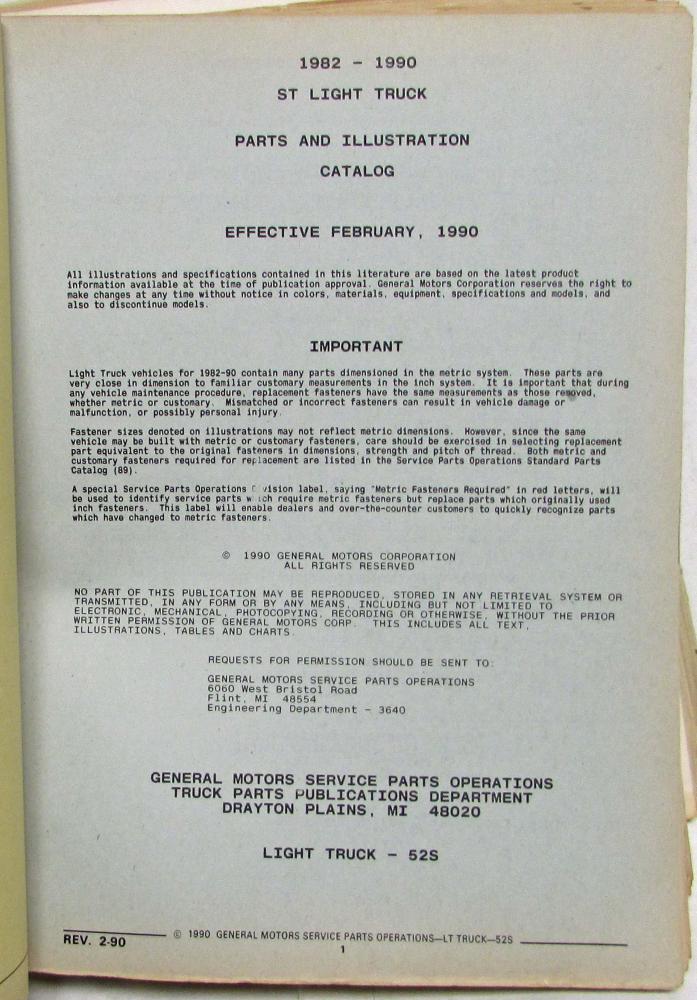 1982 - 1990
ST LIGHT TRUCK
PARTS AND ILLUSTRATION
CATALOG
EFFECTIVE FEBRUARY, 1990
All illustrations and specifications contained in this literature are based on the latest product
information available at the time of publication approval. General Motors Corporation reserves the right to
make changes at any time without notice in colors, materials, equipment, specifications and models, and
also to discontinue models.
IMPORTANT
Light Truck vehicles for 1982-90 contain many parts dimensioned in the metric system. These parts are
very close in dimension to familiar customary measurements in the inch system. It is important that during
any vehicle maintenance procedure, replacement fasteners have the same measurements as those removed,
whether metric or customary. Mismatched or incorrect fasteners can result in vehicle damage or
malfunction, or possibly personal injury.
Fastener sizes denoted on illustrations may not reflect metric dimensions. However, since the same
vehicle may be built with metric or customary fasteners, care should be exercised in selecting replacement
part equivalent to the original fasteners in dimensions, strength and pitch of thread. Both metric and
customary fasteners required for replacement are listed in the Service Parts Operations Standard Parts
Catalog (89).
A special Service Parts Operations vision label, saying "Metric Fasteners Required" in red letters, will
be used to identify service parts which require metric fasteners but replace parts which originally used
inch fasteners. This label will enable dealers and over-the-counter customers to quickly recognize parts
which have changed to metric fasteners.
© 1990 GENERAL MOTORS CORPORATION
ALL RIGHTS RESERVED
NO PART OF THIS PUBLICATION MAY BE REPRODUCED, STORED IN ANY RETRIEVAL SYSTEM OR
TRANSMITTED, IN ANY FORM OR BY ANY MEANS, INCLUDING BUT NOT LIMITED TO
ELECTRONIC, MECHANICAL, PHOTOCOPYING, RECORDING OR OTHERWISE, WITHOUT THE PRIOR
WRITTEN PERMISSION OF GENERAL MOTORS CORP. THIS INCLUDES ALL TEXT,
ILLUSTRATIONS, TABLES AND CHARTS.
REQUESTS FOR PERMISSION SHOULD BE SENT TO:
GENERAL MOTORS SERVICE PARTS OPERATIONS
6060 West Bristol Road
Flint, MI 48554
Engineering Department - 3640
GENERAL MOTORS SERVICE PARTS OPERATIONS
TRUCK PARTS PUBLICATIONS DEPARTMENT
DRAYTON PLAINS, MI 48020
LIGHT TRUCK - 52S
REV. 2-90 © 1990 GENERAL MOTORS SERVICE PARTS OPERATIONS—LT TRUCK—52S
1